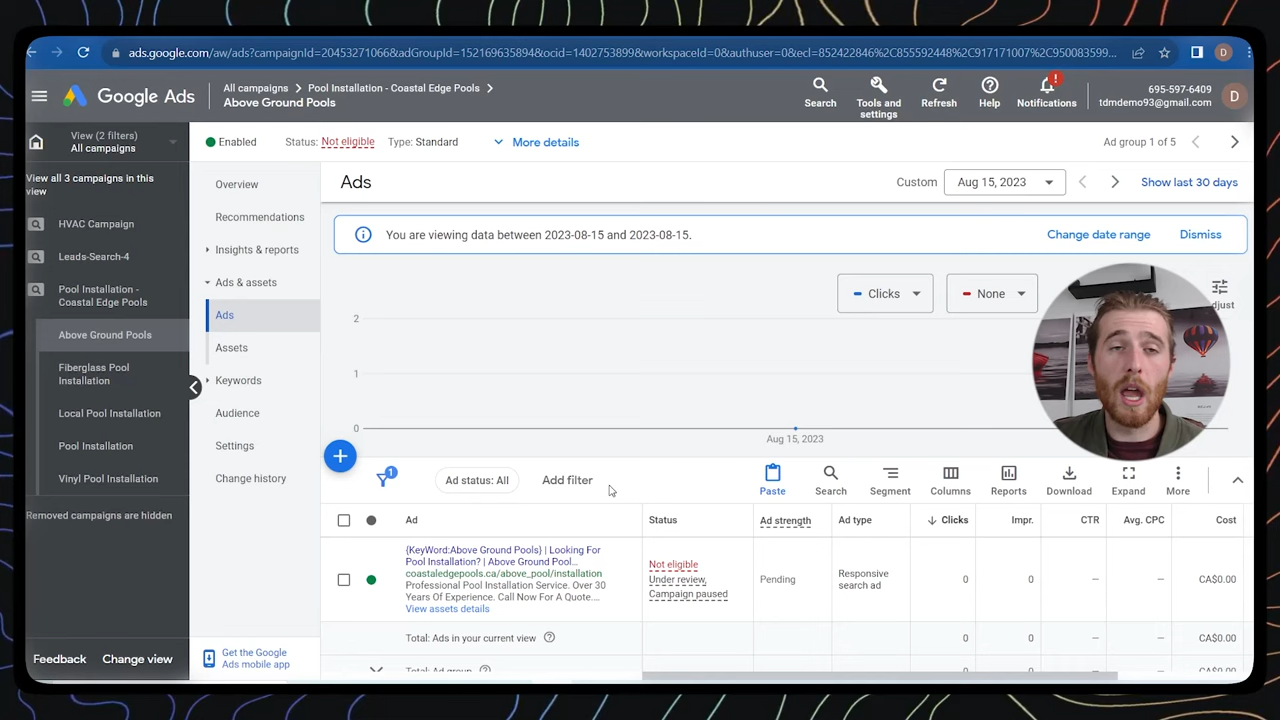 ads.google.com/aw/ads?campaignId=20453271066&adGroupId=152169635894&ocid=1402753899&workspaceId=0&authuser=0&ecl=852422846%2C855592448%2C917171007%2C950083599...
D
Google Ads
All campaigns
Pool Installation - Coastal Edge Pools
Above Ground Pools
Search
Tools and
settings
Refresh
Help
!
Notifications
695-597-6409
tdmdemo93@gmail.com
D
View (2 filters)
All campaigns
Enabled
Status: Not eligible
Type: Standard
More details
Ad group 1 of 5
View all 3 campaigns in this
view
HVAC Campaign
Leads-Search-4
Pool Installation -
Coastal Edge Pools
Above Ground Pools
Fiberglass Pool
Installation
Local Pool Installation
Pool Installation
Vinyl Pool Installation
Removed campaigns are hidden
Feedback
Change view
Overview
Recommendations
Insights & reports
Ads & assets
Ads
Assets
Keywords
Audience
Settings
Change history
Get the Google
Ads mobile app
Ads
Custom
Aug 15, 2023
Show last 30 days
You are viewing data between 2023-08-15 and 2023-08-15.
Change date range
Dismiss
Clicks
None
djust
2
1
0
Aug 15, 2023
1
Ad status: All
Add filter
Paste
Search
Segment
Columns
Reports
Download
Expand
More
Ad
Status
Ad strength
Ad type
Clicks
Impr.
CTR
Avg. CPC
Cost
{KeyWord:Above Ground Pools} | Looking For
Pool Installation? | Above Ground Pool...
coastaledgepools.ca/above_pool/installation
Professional Pool Installation Service. Over 30
Years Of Experience. Call Now For A Quote....
View assets details
Not eligible
Under review,
Campaign paused
Pending
Responsive
search ad
0
0
–
–
CA$0.00
Total: Ads in your current view
0
0
–
–
CA$0.00
Total: Ad group
0
0
–
–
CA$0.00